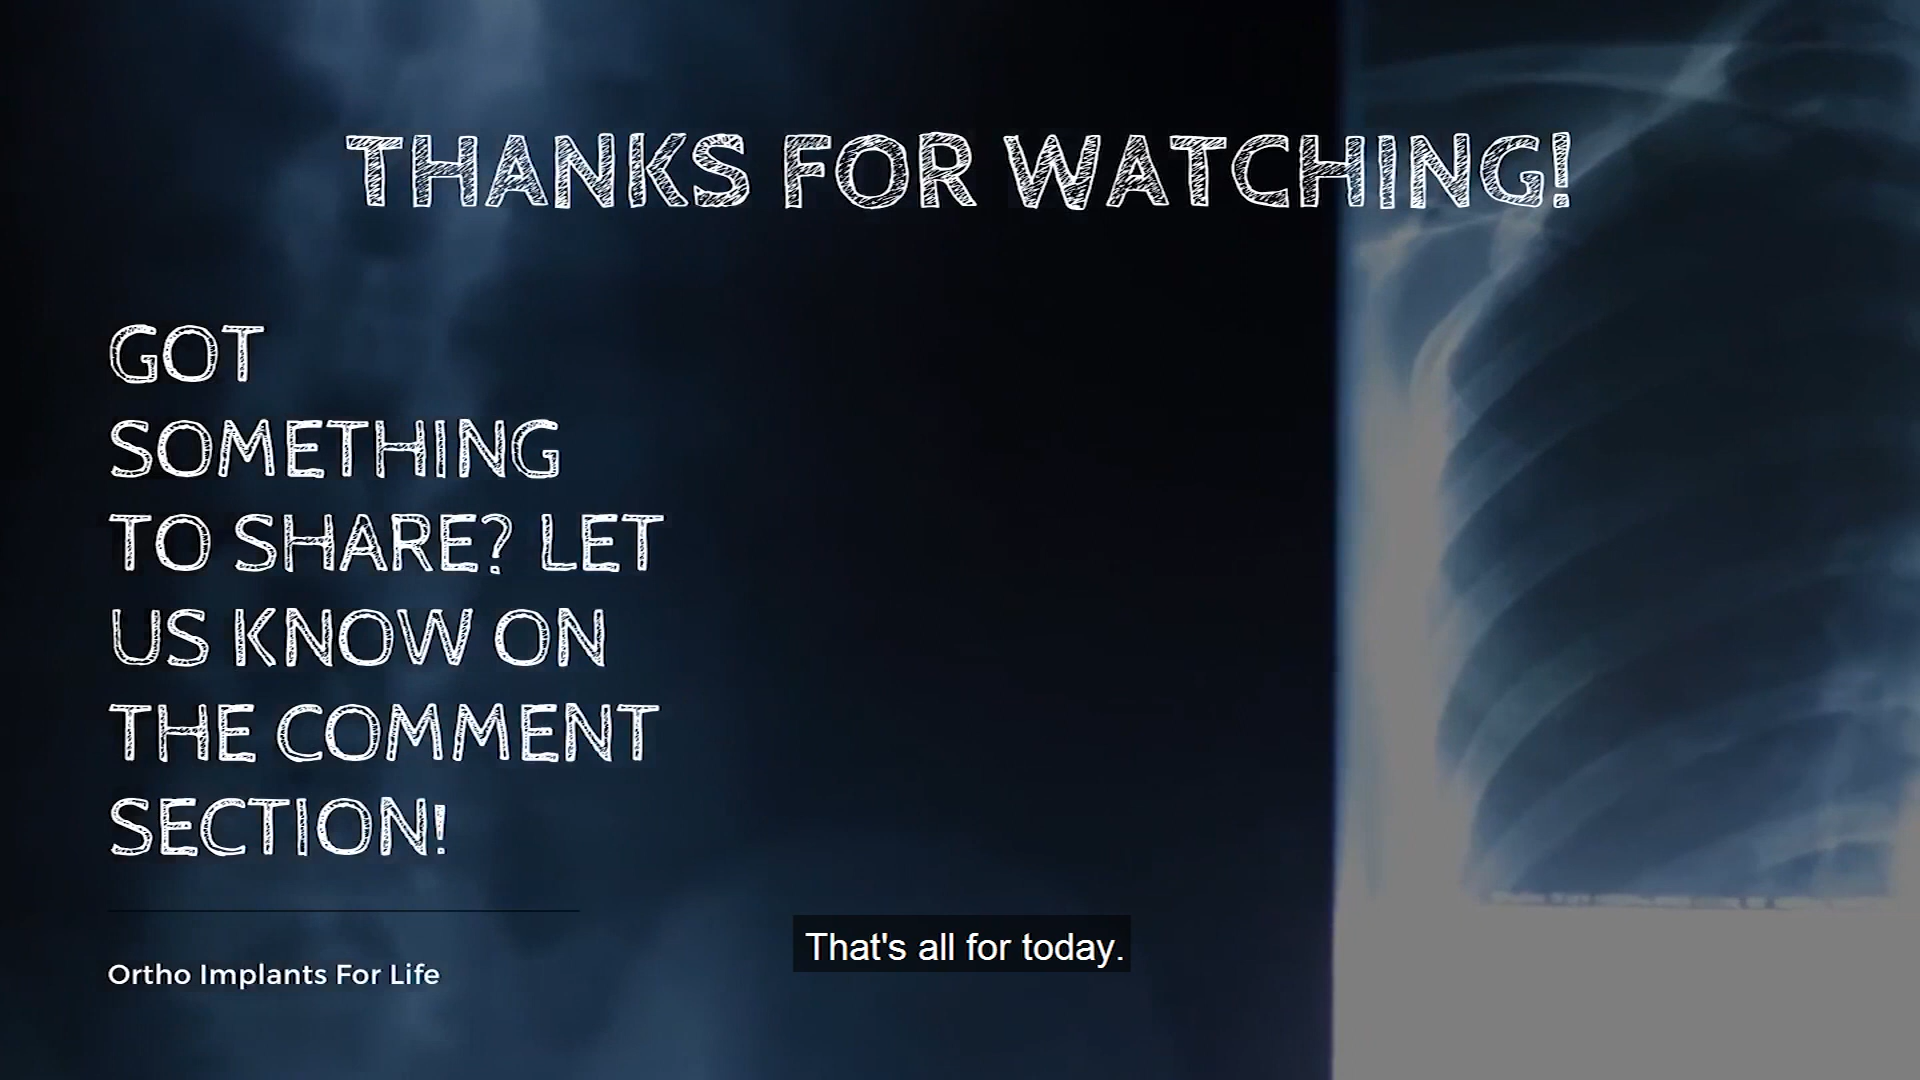 THANKS FOR WATCHING!
GOT
SOMETHING
TO SHARE? LET
US KNOW ON
THE COMMENT
SECTION!
Ortho Implants For Life
That's all for today.